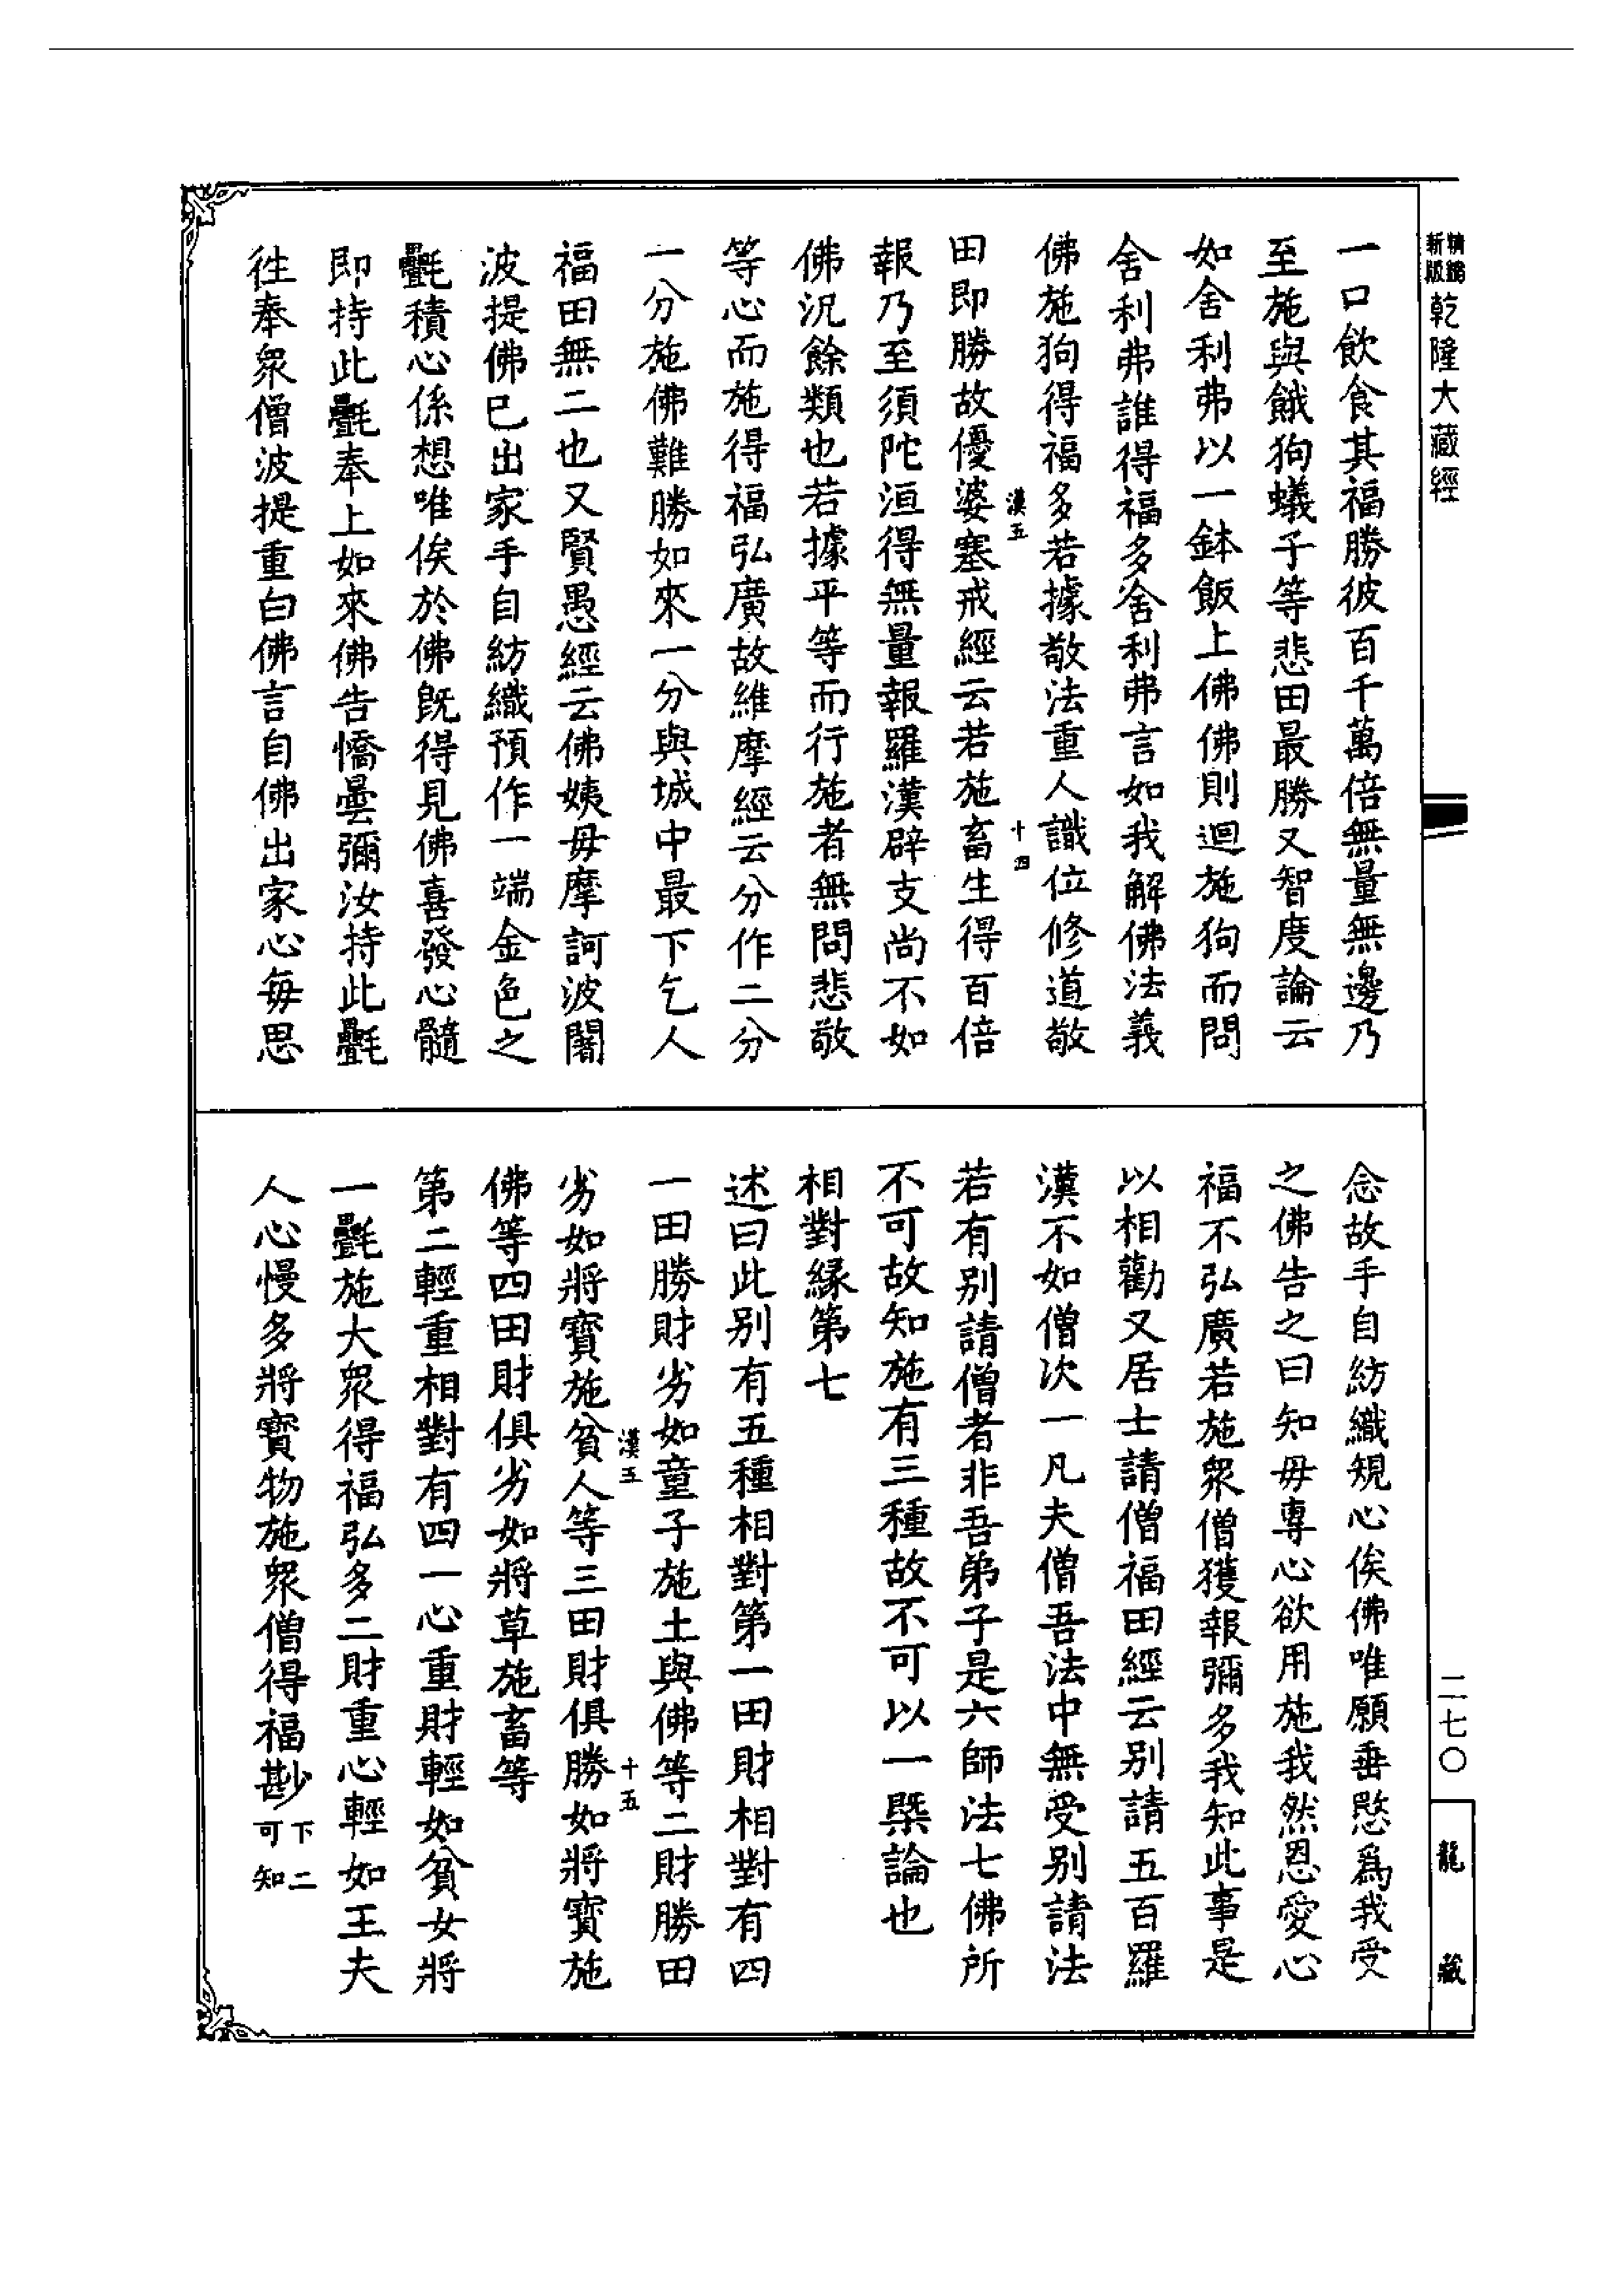 精鐫新版乾隆大藏經
一口飲食其福勝彼百千萬倍無量無邊乃
至施與餓狗蟻子等悲田最勝又智度論云
如舍利弗以一鉢飯上佛佛則迴施狗而問
舍利弗誰得福多舍利弗言如我解佛法義
佛施狗得福多若據敬法重人識位修道敬
漢五 十四
田即勝故優婆塞戒經云若施畜生得百倍
報乃至須陀洹得無量報羅漢辟支尚不如
佛況餘類也若據平等而行施者無問悲敬
等心而施得福弘廣故維摩經云分作二分
一分施佛難勝如來一分與城中最下乞人
福田無二也又賢愚經云佛姨母摩訶波闍
波提佛已出家手自紡織預作一端金色之
㲲積心係想唯俟於佛既得見佛喜發心髓
即持此㲲奉上如來佛告憍曇彌汝持此㲲
往奉眾僧波提重白佛言自佛出家心每思
念故手自紡織規心俟佛唯願垂愍為我受
之佛告之曰知母專心欲用施我然恩愛心
福不弘廣若施眾僧獲報彌多我知此事是
以相勸又居士請僧福田經云別請五百羅
漢不如僧次一凡夫僧吾法中無受別請法
若有別請僧者非吾弟子是六師法七佛所
不可故知施有三種故不可以一槩論也
相對緣第七
述曰此別有五種相對第一田財相對有四
一田勝財劣如童子施土與佛等二財勝田
漢五 十五
劣如將寶施貧人等三田財俱勝如將寶施
佛等四田財俱劣如將草施畜等
第二輕重相對有四一心重財輕如貧女將
一㲲施大眾得福弘多二財重心輕如王夫
人心慢多將寶物施眾僧得福尠下二可知
二七〇
龍藏